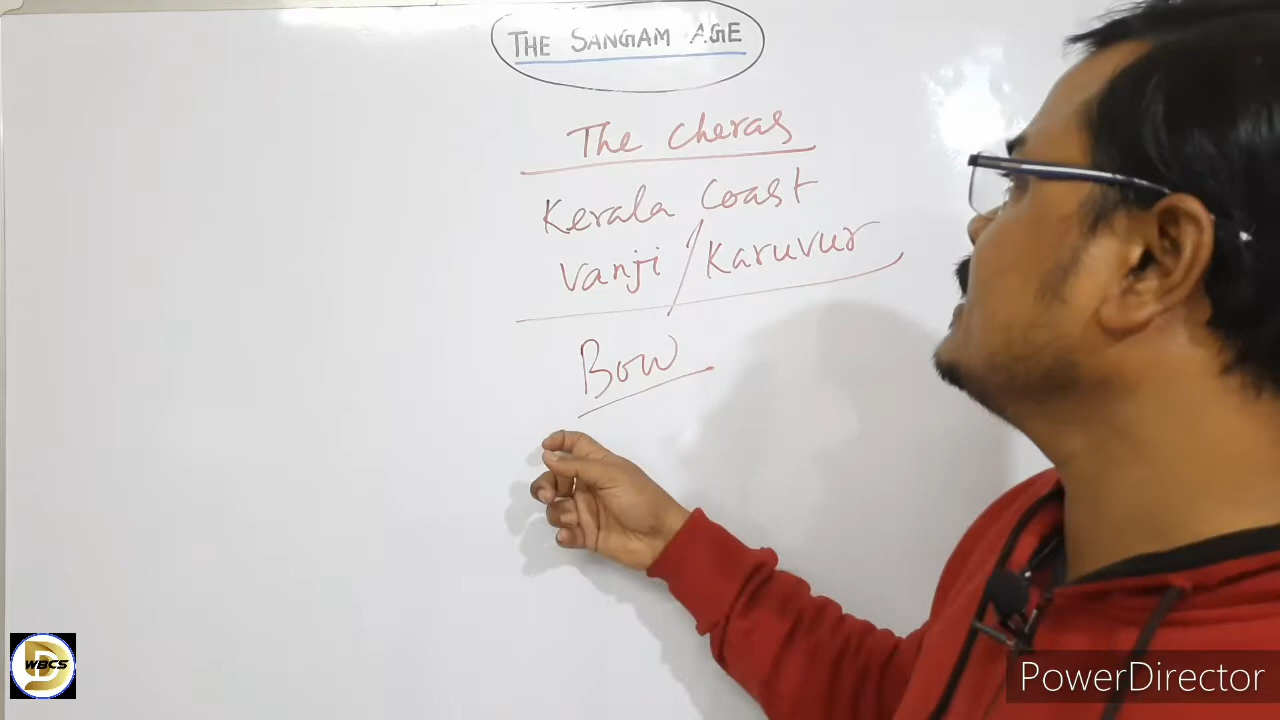 THE SANGAM AGE
The Cheras
Kerala Coast
Vanji / Karuvur
Bow
WBCS
PowerDirector